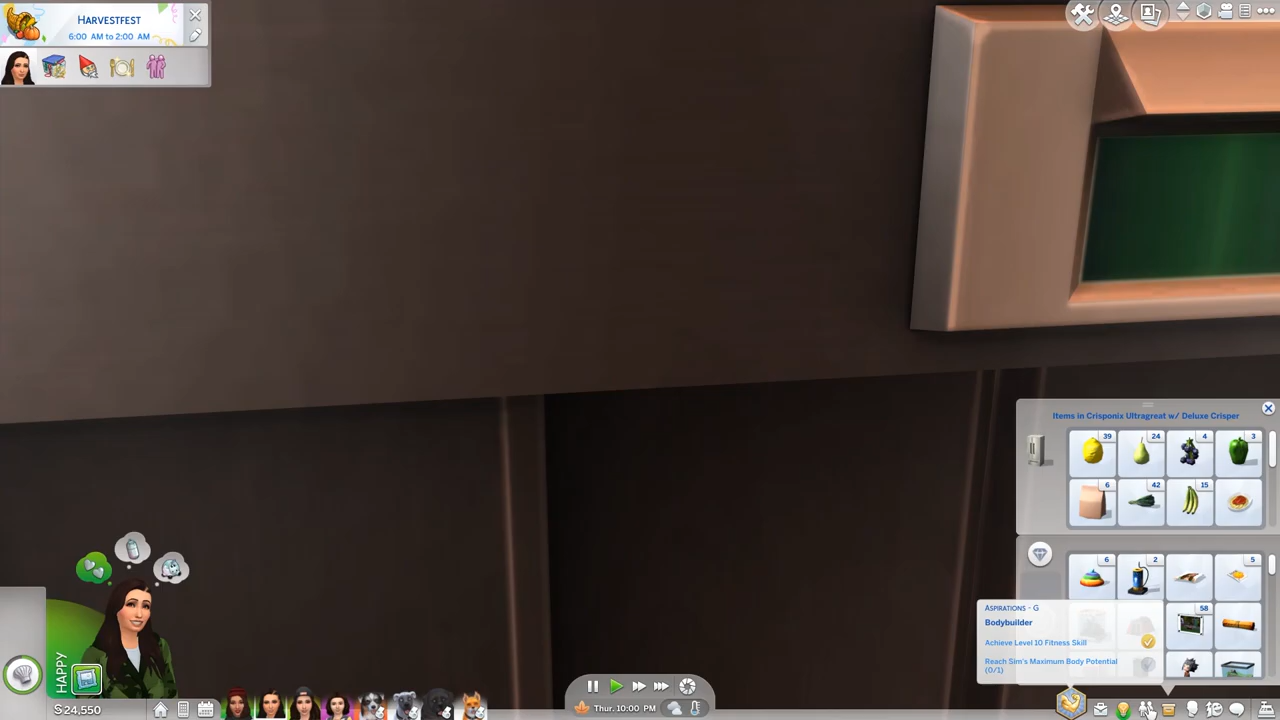 HARVESTFEST
6:00 AM to 2:00 AM
Items in Crisponix Ultragreat w/ Deluxe Crisper
39
24
4
3
6
42
15
6
2
5
58
ASPIRATIONS - G
Bodybuilder
Achieve Level 10 Fitness Skill
Reach Sim's Maximum Body Potential
(0/1)
HAPPY
§24,550
Thur. 10:00 PM